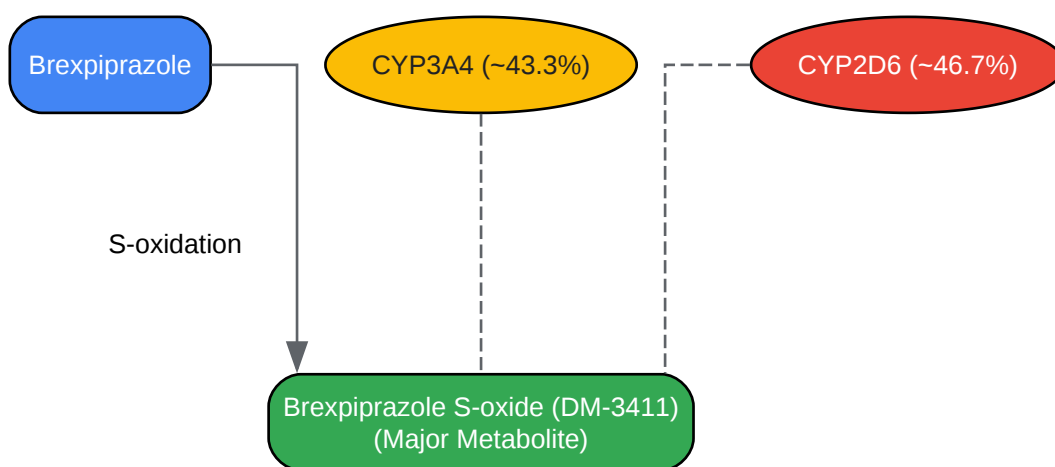 Brexpiprazole
CYP3A4 (~43.3%)
CYP2D6 (~46.7%)
S-oxidation
Brexpiprazole S-oxide (DM-3411)
(Major Metabolite)